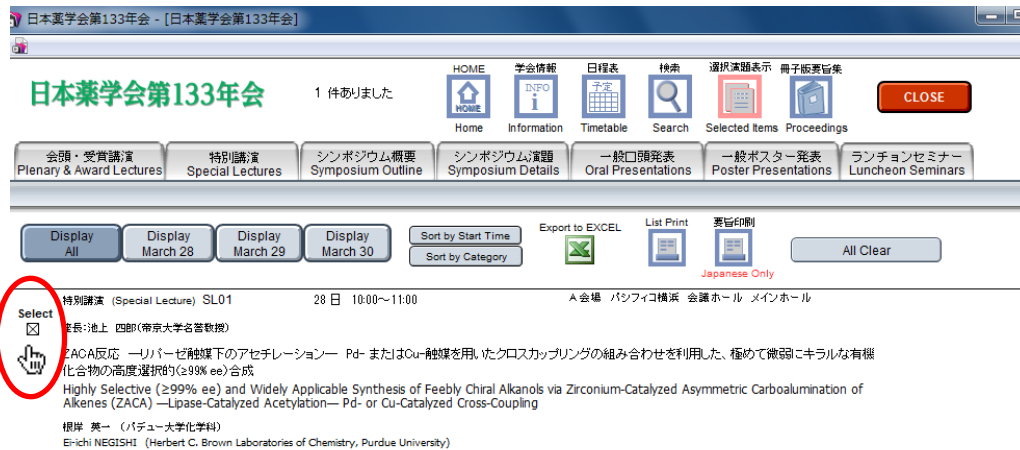 日本薬学会第133年会 - [日本薬学会第133年会]
HOME 学会情報 日程表 検索 選択演題表示 冊子版要旨集
日本薬学会第133年会 1 件ありました HOME INFO i 予定 CLOSE
Home Information Timetable Search Selected Items Proceedings
会頭・受賞講演 特別講演 シンポジウム概要 シンポジウム演題 一般口頭発表 一般ポスター発表 ランチョンセミナー
Plenary & Award Lectures Special Lectures Symposium Outline Symposium Details Oral Presentations Poster Presentations Luncheon Seminars
Export to EXCEL List Print 要旨印刷
Display All Display March 28 Display March 29 Display March 30 Sort by Start Time All Clear
Sort by Category
Japanese Only
特別講演 (Special Lecture) SL01 28 日 10:00～11:00 A 会場 パシフィコ横浜 会議ホール メインホール
Select
座長:池上 四郎(帝京大学名誉教授)
ZACA反応 ―リパーゼ触媒下のアセチレーション― Pd- またはCu-触媒を用いたクロスカップリングの組み合わせを利用した、極めて微弱にキラルな有機
化合物の高度選択的(≥99% ee)合成
Highly Selective (≥99% ee) and Widely Applicable Synthesis of Feebly Chiral Alkanols via Zirconium-Catalyzed Asymmetric Carboalumination of
Alkenes (ZACA) —Lipase-Catalyzed Acetylation— Pd- or Cu-Catalyzed Cross-Coupling
根岸 英一 (パデュー大学化学科)
Ei-ichi NEGISHI (Herbert C. Brown Laboratories of Chemistry, Purdue University)